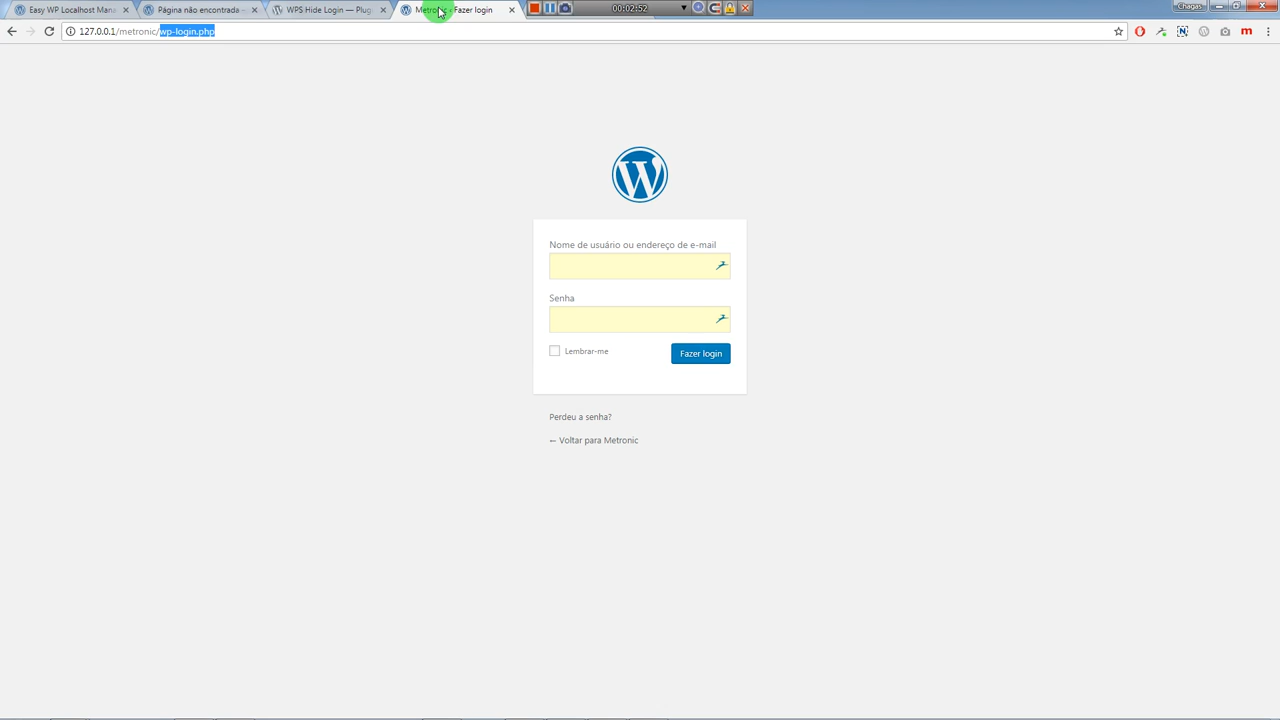 Easy WP Localhost Mana
Página não encontrada –
WPS Hide Login — Plug
Metronic › Fazer login
00:02:52
Chagas
127.0.0.1/metronic/wp-login.php
Nome de usuário ou endereço de e-mail
Senha
Lembrar-me
Fazer login
Perdeu a senha?
← Voltar para Metronic